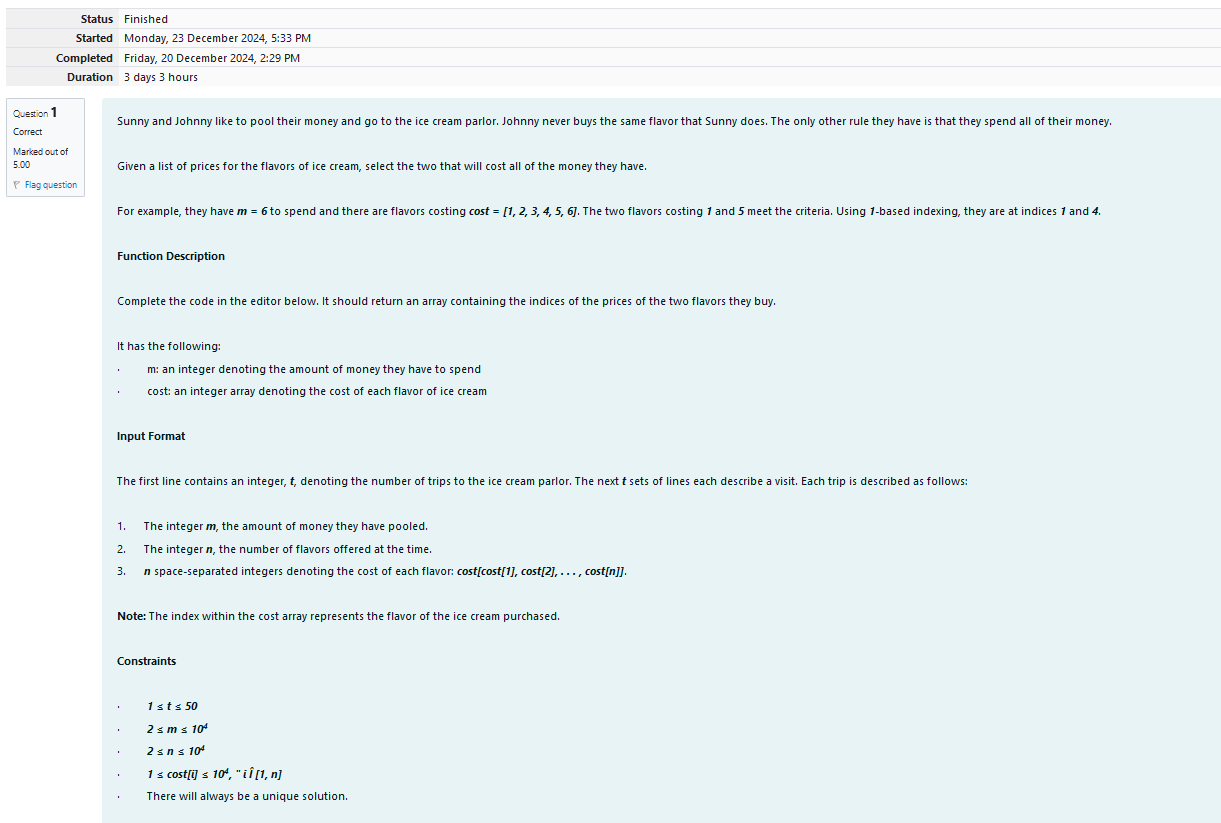 Status Finished
Started Monday, 23 December 2024, 5:33 PM
Completed Friday, 20 December 2024, 2:29 PM
Duration 3 days 3 hours
Question 1
Correct
Marked out of
5.00
Flag question
Sunny and Johnny like to pool their money and go to the ice cream parlor. Johnny never buys the same flavor that Sunny does. The only other rule they have is that they spend all of their money.
Given a list of prices for the flavors of ice cream, select the two that will cost all of the money they have.
For example, they have m = 6 to spend and there are flavors costing cost = [1, 2, 3, 4, 5, 6]. The two flavors costing 1 and 5 meet the criteria. Using 1-based indexing, they are at indices 1 and 4.
Function Description
Complete the code in the editor below. It should return an array containing the indices of the prices of the two flavors they buy.
It has the following:
· m: an integer denoting the amount of money they have to spend
· cost: an integer array denoting the cost of each flavor of ice cream
Input Format
The first line contains an integer, t, denoting the number of trips to the ice cream parlor. The next t sets of lines each describe a visit. Each trip is described as follows:
1. The integer m, the amount of money they have pooled.
2. The integer n, the number of flavors offered at the time.
3. n space-separated integers denoting the cost of each flavor: cost[cost[1], cost[2], . . . , cost[n]].
Note: The index within the cost array represents the flavor of the ice cream purchased.
Constraints
· 1 ≤ t ≤ 50
· 2 ≤ m ≤ 10⁴
· 2 ≤ n ≤ 10⁴
· 1 ≤ cost[i] ≤ 10⁴, " i Î [1, n]
· There will always be a unique solution.